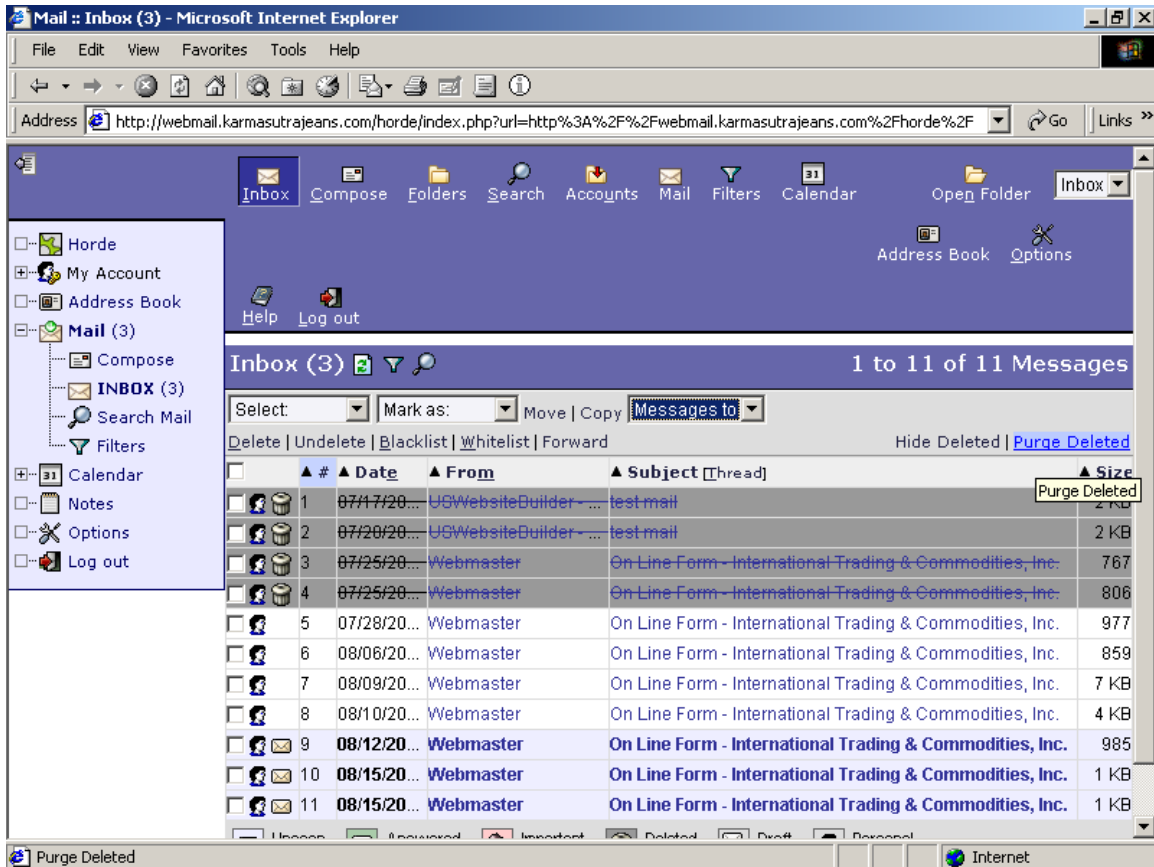 Mail :: Inbox (3) - Microsoft Internet Explorer
File Edit View Favorites Tools Help
Address http://webmail.karmasutrajeans.com/horde/index.php?url=http%3A%2F%2Fwebmail.karmasutrajeans.com%2Fhorde%2F Go Links »
Inbox Compose Folders Search Accounts Mail Filters Calendar Open Folder Inbox
Address Book Options
Help Log out
Horde
My Account
Address Book
Mail (3)
Compose
INBOX (3)
Search Mail
Filters
Calendar
Notes
Options
Log out
Inbox (3) 1 to 11 of 11 Messages
Select: Mark as: Move | Copy Messages to
Delete | Undelete | Blacklist | Whitelist | Forward Hide Deleted | Purge Deleted
# Date From Subject [Thread] Size
Purge Deleted
1 07/17/20... USWebsiteBuilder - ... test mail 2 KB
2 07/20/20... USWebsiteBuilder - ... test mail 2 KB
3 07/25/20... Webmaster On Line Form - International Trading & Commodities, Inc. 767
4 07/25/20... Webmaster On Line Form - International Trading & Commodities, Inc. 806
5 07/28/20... Webmaster On Line Form - International Trading & Commodities, Inc. 977
6 08/06/20... Webmaster On Line Form - International Trading & Commodities, Inc. 859
7 08/09/20... Webmaster On Line Form - International Trading & Commodities, Inc. 7 KB
8 08/10/20... Webmaster On Line Form - International Trading & Commodities, Inc. 4 KB
9 08/12/20... Webmaster On Line Form - International Trading & Commodities, Inc. 985
10 08/15/20... Webmaster On Line Form - International Trading & Commodities, Inc. 1 KB
11 08/15/20... Webmaster On Line Form - International Trading & Commodities, Inc. 1 KB
Unseen Answered Important Deleted Draft Personal
Purge Deleted Internet